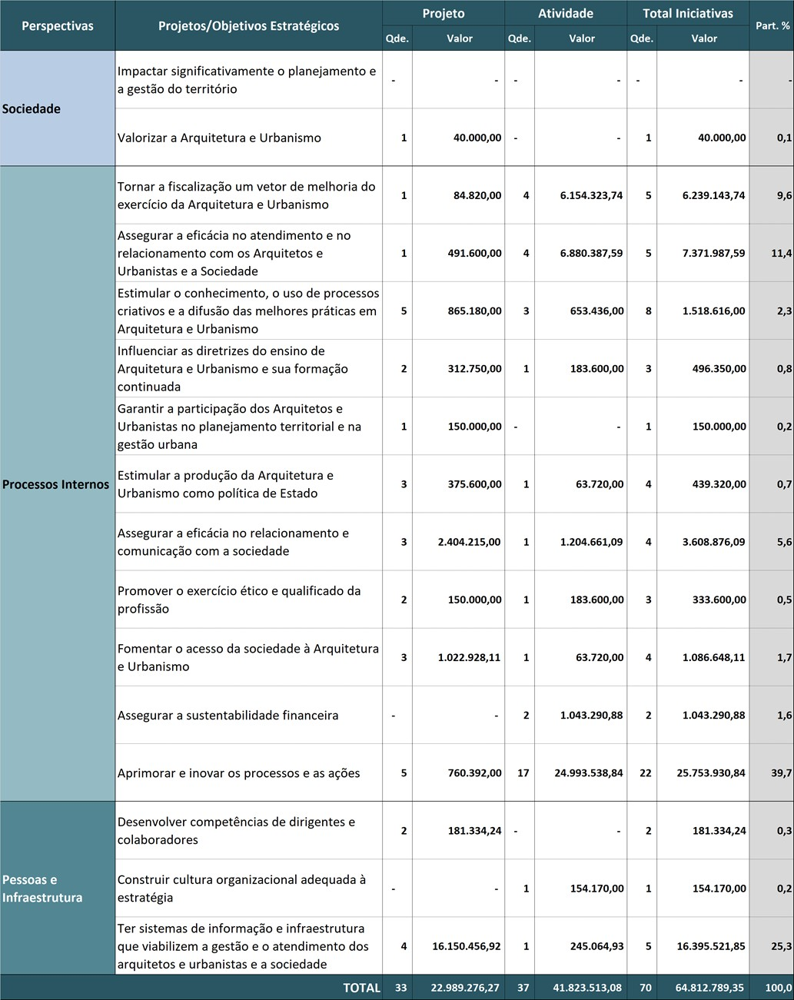 Perspectivas Projetos/Objetivos Estratégicos Projeto Atividade Total Iniciativas Part. %
Qde. Valor Qde. Valor Qde. Valor
Sociedade
Impactar significativamente o planejamento e
a gestão do território
- - - - - - -
Valorizar a Arquitetura e Urbanismo 1 40.000,00 - - 1 40.000,00 0,1
Processos Internos
Tornar a fiscalização um vetor de melhoria do
exercício da Arquitetura e Urbanismo
1 84.820,00 4 6.154.323,74 5 6.239.143,74 9,6
Assegurar a eficácia no atendimento e no
relacionamento com os Arquitetos e
Urbanistas e a Sociedade
1 491.600,00 4 6.880.387,59 5 7.371.987,59 11,4
Estimular o conhecimento, o uso de processos
criativos e a difusão das melhores práticas em
Arquitetura e Urbanismo
5 865.180,00 3 653.436,00 8 1.518.616,00 2,3
Influenciar as diretrizes do ensino de
Arquitetura e Urbanismo e sua formação
continuada
2 312.750,00 1 183.600,00 3 496.350,00 0,8
Garantir a participação dos Arquitetos e
Urbanistas no planejamento territorial e na
gestão urbana
1 150.000,00 - - 1 150.000,00 0,2
Estimular a produção da Arquitetura e
Urbanismo como política de Estado
3 375.600,00 1 63.720,00 4 439.320,00 0,7
Assegurar a eficácia no relacionamento e
comunicação com a sociedade
3 2.404.215,00 1 1.204.661,09 4 3.608.876,09 5,6
Promover o exercício ético e qualificado da
profissão
2 150.000,00 1 183.600,00 3 333.600,00 0,5
Fomentar o acesso da sociedade à Arquitetura
e Urbanismo
3 1.022.928,11 1 63.720,00 4 1.086.648,11 1,7
Assegurar a sustentabilidade financeira - - 2 1.043.290,88 2 1.043.290,88 1,6
Aprimorar e inovar os processos e as ações 5 760.392,00 17 24.993.538,84 22 25.753.930,84 39,7
Pessoas e
Infraestrutura
Desenvolver competências de dirigentes e
colaboradores
2 181.334,24 - - 2 181.334,24 0,3
Construir cultura organizacional adequada à
estratégia
- - 1 154.170,00 1 154.170,00 0,2
Ter sistemas de informação e infraestrutura
que viabilizem a gestão e o atendimento dos
arquitetos e urbanistas e a sociedade
4 16.150.456,92 1 245.064,93 5 16.395.521,85 25,3
TOTAL 33 22.989.276,27 37 41.823.513,08 70 64.812.789,35 100,0